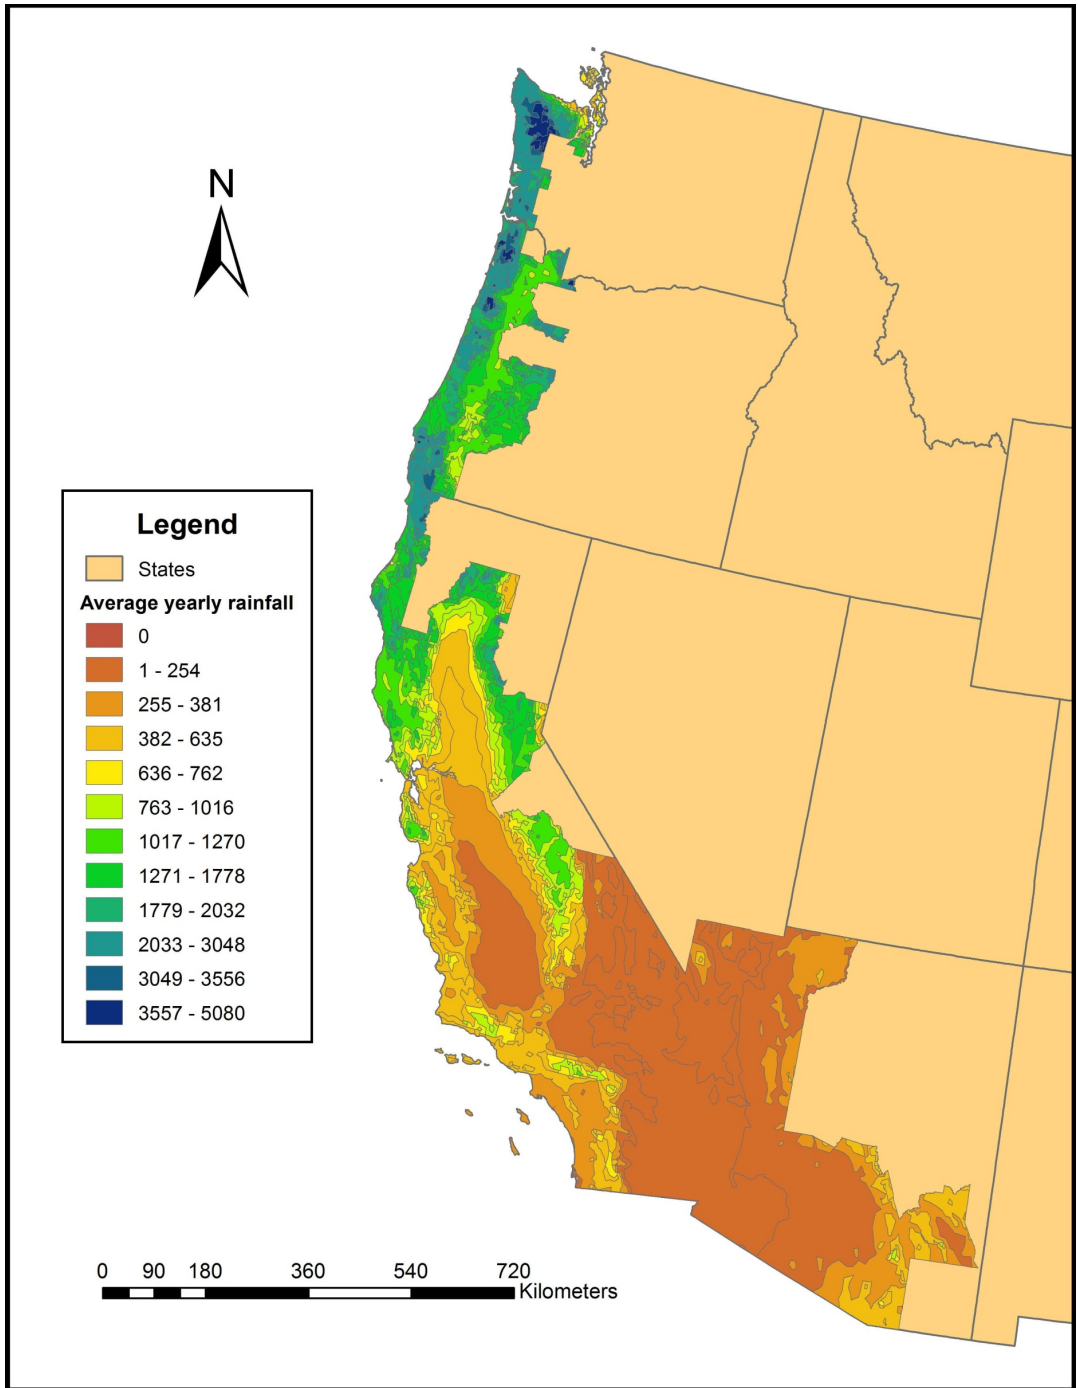 N
Legend
States
Average yearly rainfall
0
1 - 254
255 - 381
382 - 635
636 - 762
763 - 1016
1017 - 1270
1271 - 1778
1779 - 2032
2033 - 3048
3049 - 3556
3557 - 5080
0 90 180 360 540 720
Kilometers